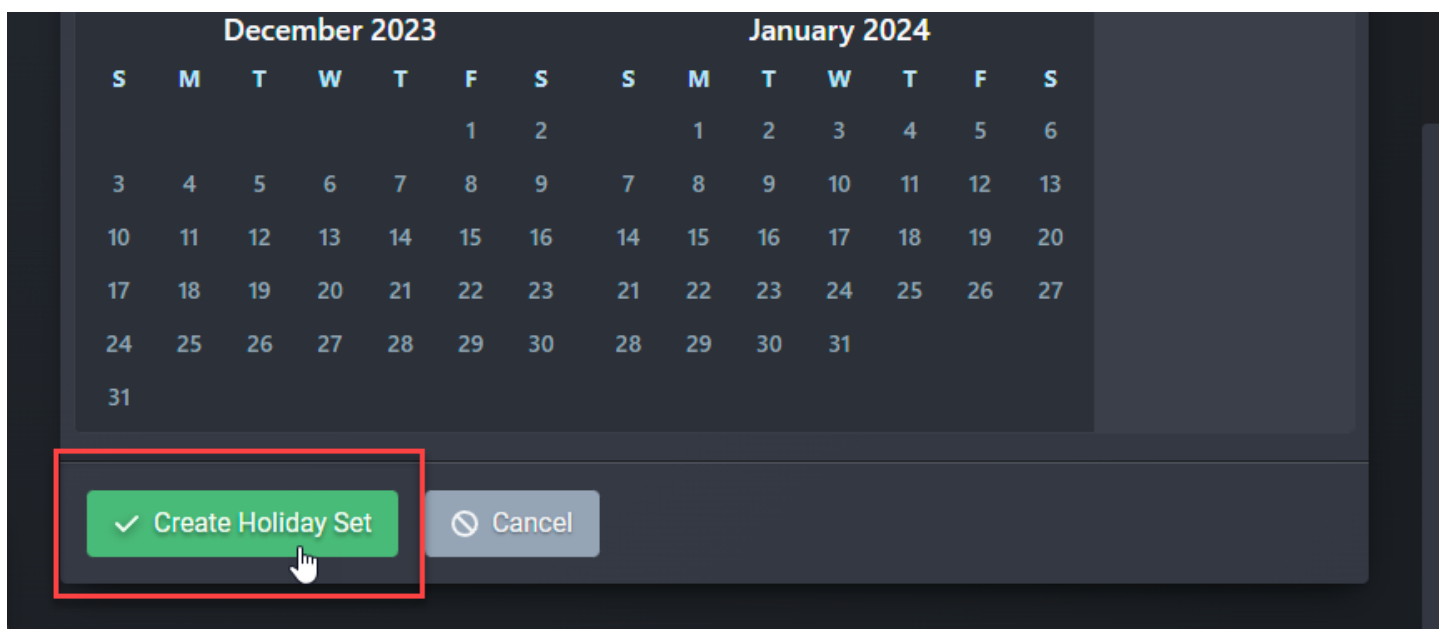 December 2023 January 2024
S M T W T F S S M T W T F S
1 2 1 2 3 4 5 6
3 4 5 6 7 8 9 7 8 9 10 11 12 13
10 11 12 13 14 15 16 14 15 16 17 18 19 20
17 18 19 20 21 22 23 21 22 23 24 25 26 27
24 25 26 27 28 29 30 28 29 30 31
31
Create Holiday Set Cancel